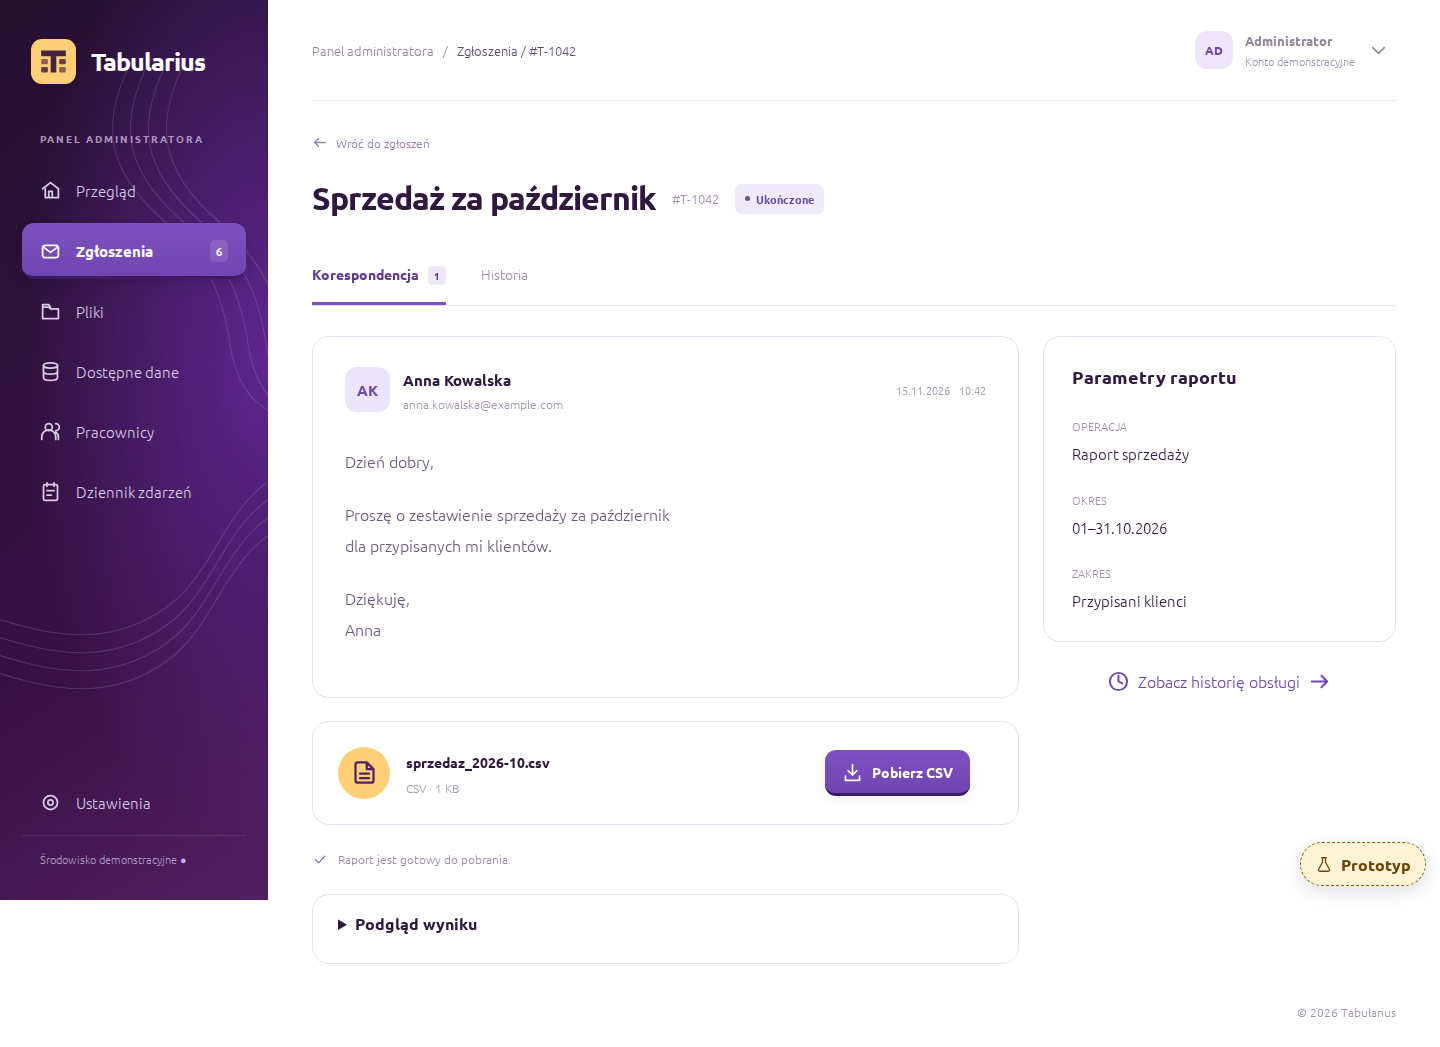 Tabularius
PANEL ADMINISTRATORA
Przegląd
Zgłoszenia 6
Pliki
Dostępne dane
Pracownicy
Dziennik zdarzeń
Ustawienia
Środowisko demonstracyjne
Panel administratora / Zgłoszenia / #T-1042
AD
Administrator
Konto demonstracyjne
Wróć do zgłoszeń
Sprzedaż za październik #T-1042 Ukończone
Korespondencja 1 Historia
AK
Anna Kowalska
anna.kowalska@example.com
15.11.2026 10:42
Dzień dobry,
Proszę o zestawienie sprzedaży za październik
dla przypisanych mi klientów.
Dziękuję,
Anna
sprzedaz_2026-10.csv
CSV · 1 KB
Pobierz CSV
Raport jest gotowy do pobrania.
Podgląd wyniku
Parametry raportu
OPERACJA
Raport sprzedaży
OKRES
01–31.10.2026
ZAKRES
Przypisani klienci
Zobacz historię obsługi
Prototyp
© 2026 Tabularius